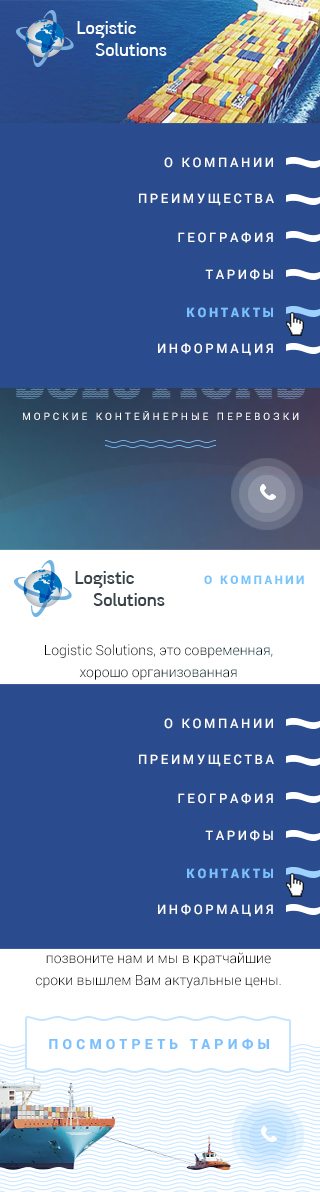 Logistic
Solutions
О КОМПАНИИ
ПРЕИМУЩЕСТВА
ГЕОГРАФИЯ
ТАРИФЫ
КОНТАКТЫ
ИНФОРМАЦИЯ
SOLUTIONS
МОРСКИЕ КОНТЕЙНЕРНЫЕ ПЕРЕВОЗКИ
Logistic
Solutions
О КОМПАНИИ
Logistic Solutions, это современная,
хорошо организованная
О КОМПАНИИ
ПРЕИМУЩЕСТВА
ГЕОГРАФИЯ
ТАРИФЫ
КОНТАКТЫ
ИНФОРМАЦИЯ
позвоните нам и мы в кратчайшие
сроки вышлем Вам актуальные цены.
ПОСМОТРЕТЬ ТАРИФЫ